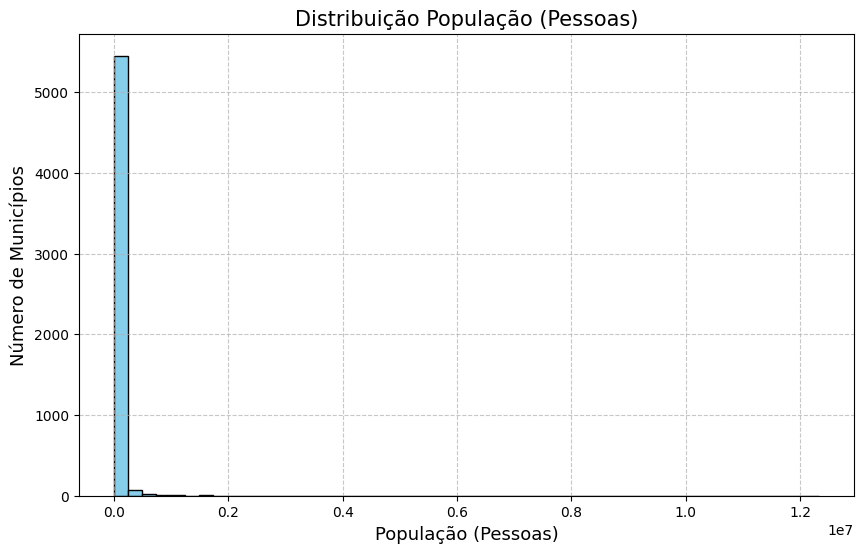 Distribuição População (Pessoas)
Número de Municípios
5000
4000
3000
2000
1000
0
0.0 0.2 0.4 0.6 0.8 1.0 1.2
1e7
População (Pessoas)